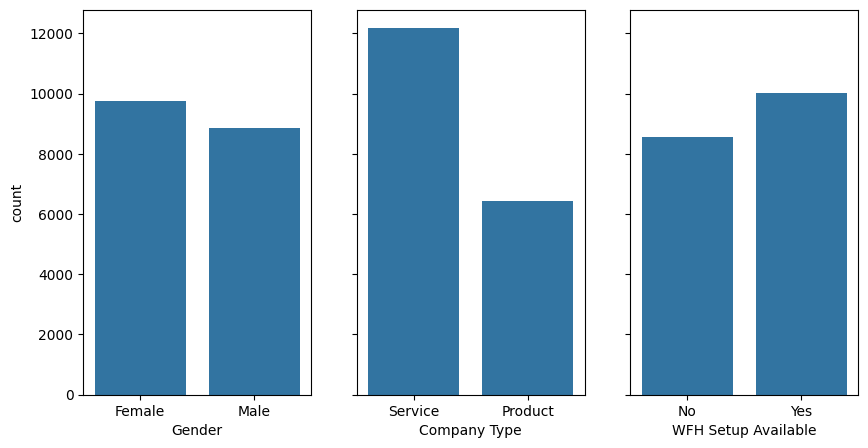 count
12000
10000
8000
6000
4000
2000
0
Female Male
Gender
Service Product
Company Type
No Yes
WFH Setup Available